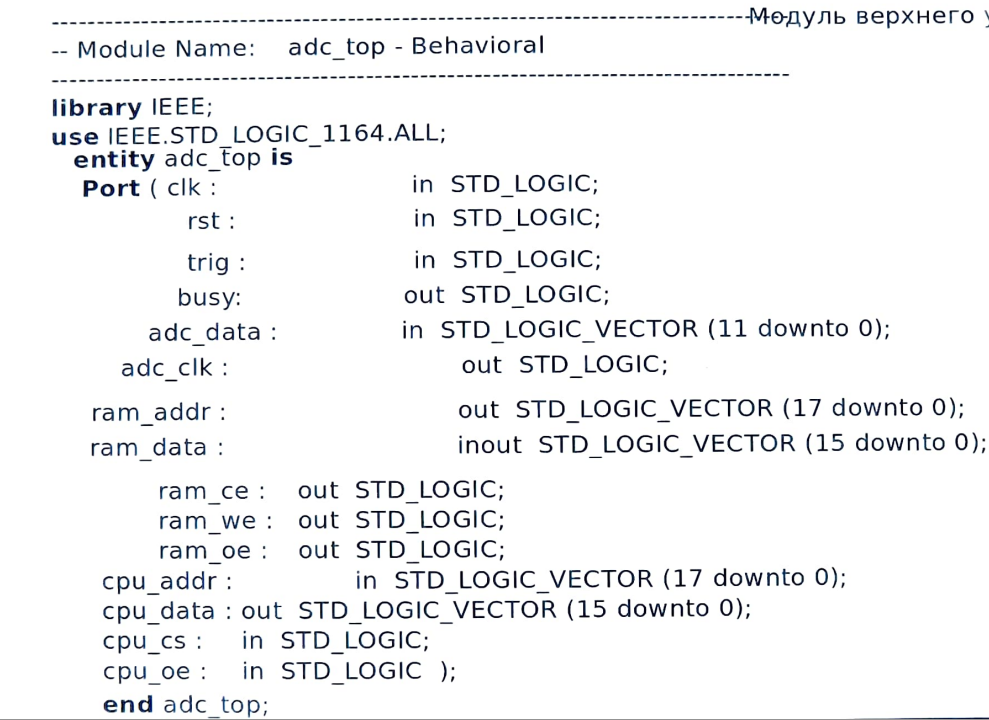 --------------------------------------------------------------------------------Модуль верхнего
-- Module Name: adc_top - Behavioral
--------------------------------------------------------------------------------
library IEEE;
use IEEE.STD_LOGIC_1164.ALL;
entity adc_top is
Port ( clk : in STD_LOGIC;
rst : in STD_LOGIC;
trig : in STD_LOGIC;
busy: out STD_LOGIC;
adc_data : in STD_LOGIC_VECTOR (11 downto 0);
adc_clk : out STD_LOGIC;
ram_addr : out STD_LOGIC_VECTOR (17 downto 0);
ram_data : inout STD_LOGIC_VECTOR (15 downto 0);
ram_ce : out STD_LOGIC;
ram_we : out STD_LOGIC;
ram_oe : out STD_LOGIC;
cpu_addr : in STD_LOGIC_VECTOR (17 downto 0);
cpu_data : out STD_LOGIC_VECTOR (15 downto 0);
cpu_cs : in STD_LOGIC;
cpu_oe : in STD_LOGIC );
end adc_top;